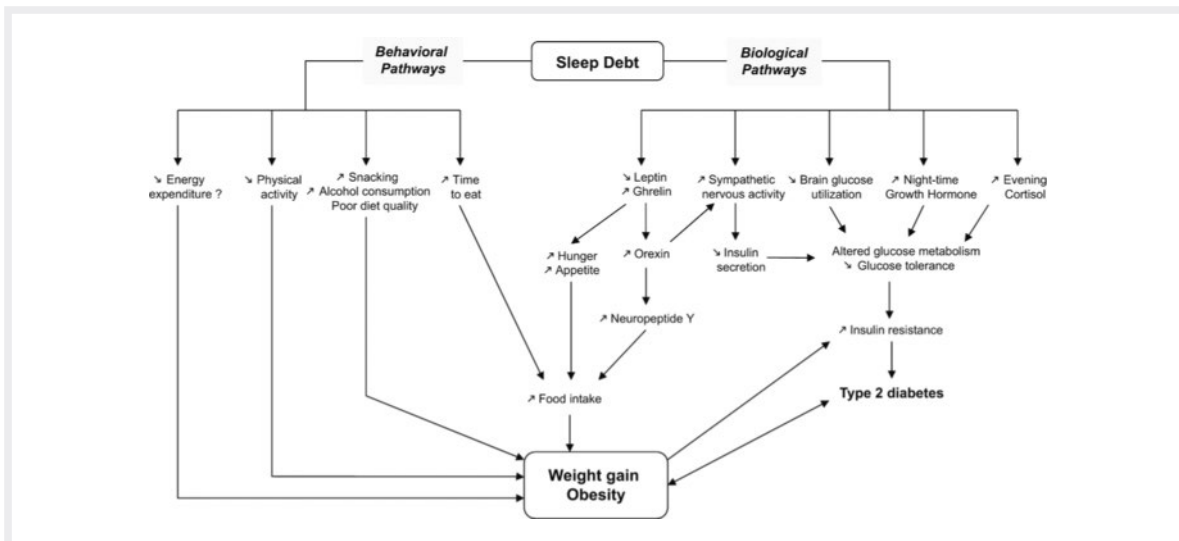 Behavioral
Pathways
Sleep Debt
Biological
Pathways
↘ Energy
expenditure ?
↘ Physical
activity
↗ Snacking
↗ Alcohol consumption
Poor diet quality
↗ Time
to eat
↘ Leptin
↗ Ghrelin
↗ Sympathetic
nervous activity
↘ Brain glucose
utilization
↗ Night-time
Growth Hormone
↗ Evening
Cortisol
↗ Hunger
↗ Appetite
↗ Orexin
↘ Insulin
secretion
Altered glucose metabolism
↘ Glucose tolerance
↗ Neuropeptide Y
↗ Insulin resistance
↗ Food intake
Type 2 diabetes
Weight gain
Obesity